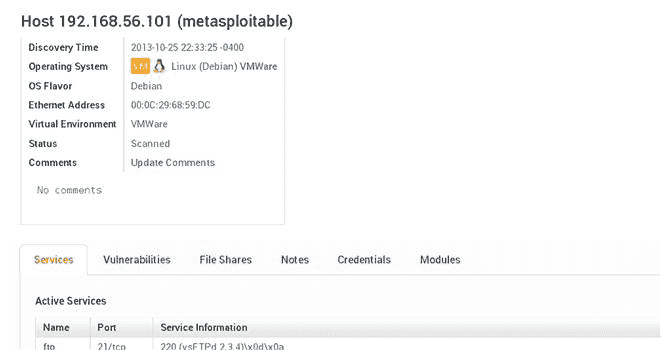 Host 192.168.56.101 (metasploitable)
Discovery Time 2013-10-25 22:33:25 -0400
Operating System VM Linux (Debian) VMWare
OS Flavor Debian
Ethernet Address 00:0C:29:68:59:DC
Virtual Environment VMWare
Status Scanned
Comments Update Comments
No comments
Services Vulnerabilities File Shares Notes Credentials Modules
Active Services
Name Port Service Information
ftp 21/tcp 220 (vsFTPd 2.3.4)\x0d\x0a